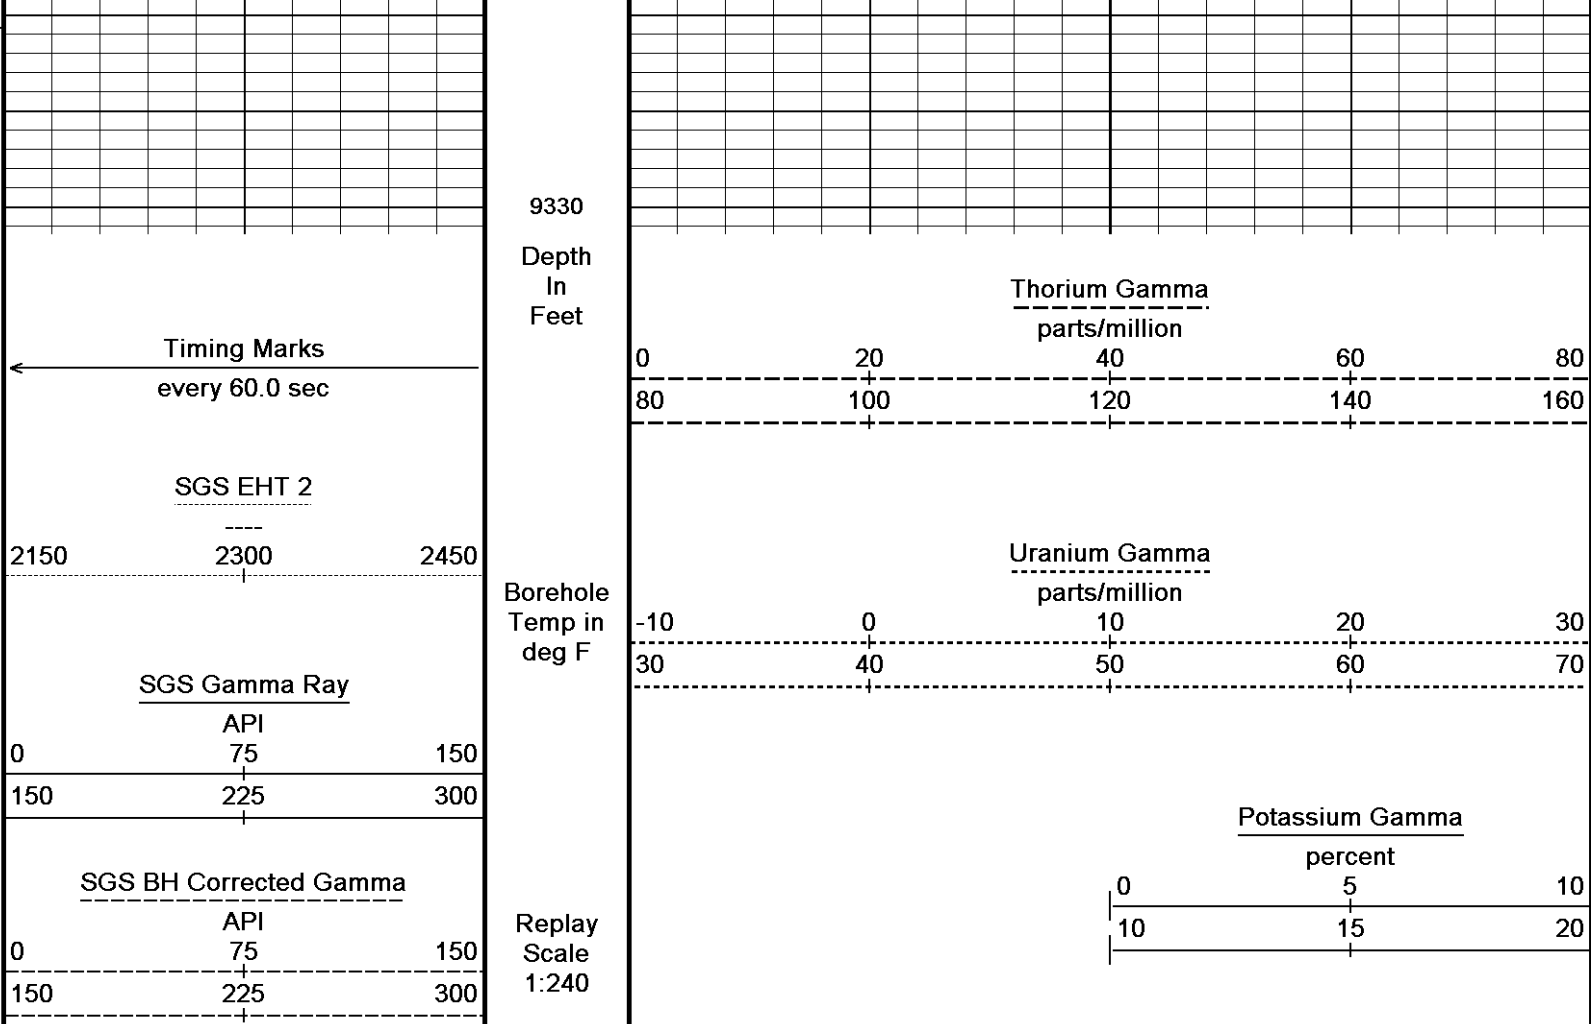 9330
Depth
In
Feet
Timing Marks
every 60.0 sec
SGS EHT 2
----
2150 2300 2450
SGS Gamma Ray
API
0 75 150
150 225 300
SGS BH Corrected Gamma
API
0 75 150
150 225 300
Borehole
Temp in
deg F
Replay
Scale
1:240
Thorium Gamma
parts/million
0 20 40 60 80
80 100 120 140 160
Uranium Gamma
parts/million
-10 0 10 20 30
30 40 50 60 70
Potassium Gamma
percent
0 5 10
10 15 20